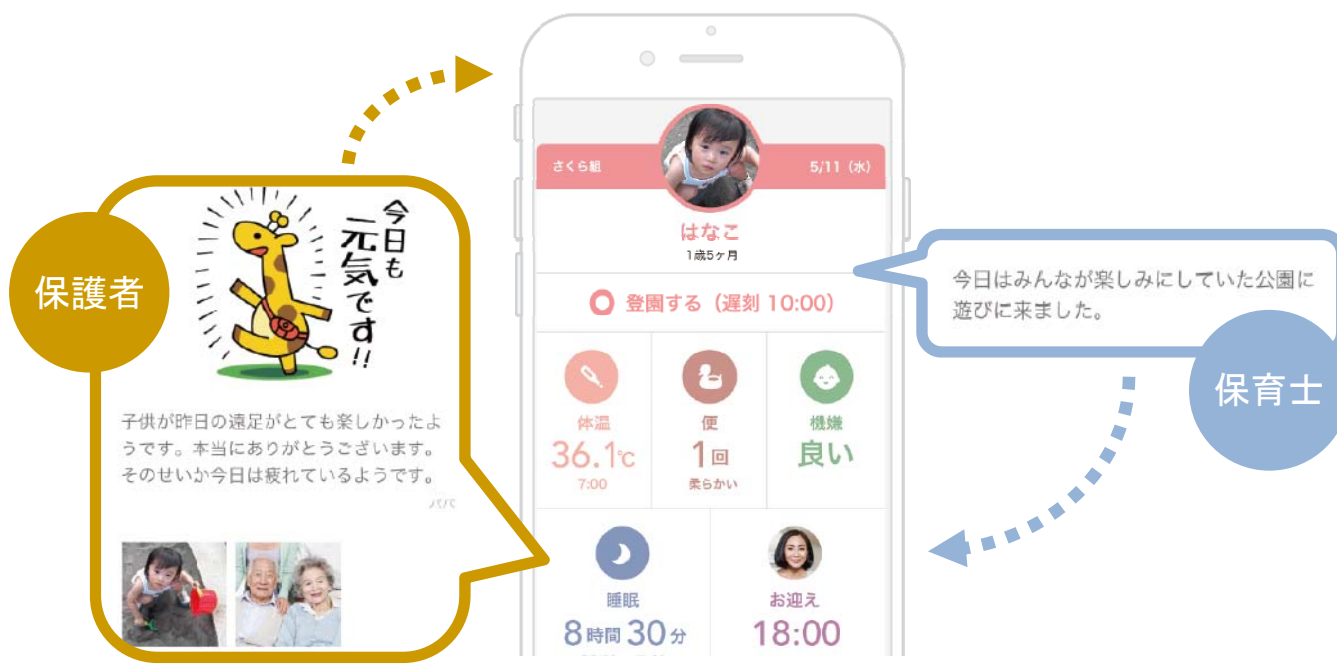 保護者
今日も
元気です!!
子供が昨日の遠足がとても楽しかったよ
うです。本当にありがとうございます。
そのせいか今日は疲れているようです。
パパ
さくら組
5/11（水）
はなこ
1歳5ヶ月
登園する（遅刻 10:00）
体温
36.1℃
7:00
便
1回
柔らかい
機嫌
良い
睡眠
8時間30分
お迎え
18:00
今日はみんなが楽しみにしていた公園に
遊びに来ました。
保育士